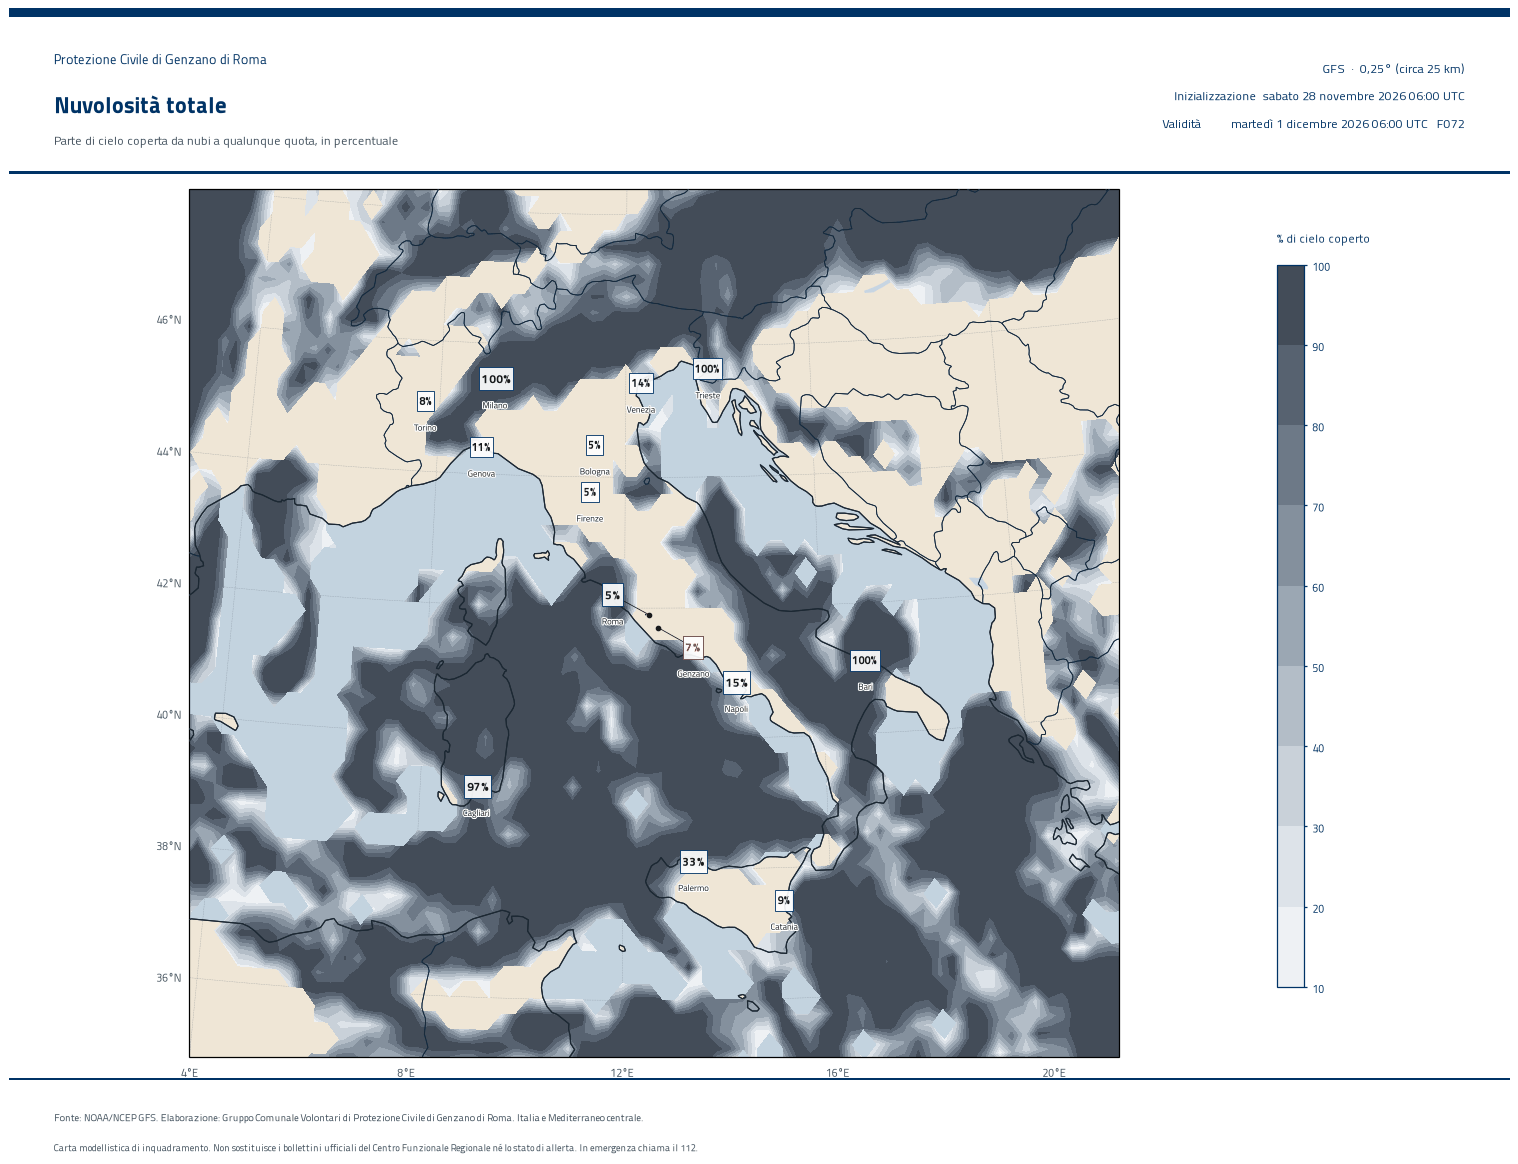 Protezione Civile di Genzano di Roma
Nuvolosità totale
Parte di cielo coperta da nubi a qualunque quota, in percentuale
GFS · 0,25° (circa 25 km)
Inizializzazione sabato 28 novembre 2026 06:00 UTC
Validità martedì 1 dicembre 2026 06:00 UTC F072
% di cielo coperto
100
90
80
70
60
50
40
30
20
10
46°N
44°N
42°N
40°N
38°N
36°N
4°E
8°E
12°E
16°E
20°E
8%
Torino
100%
Milano
14%
Venezia
100%
Trieste
11%
Genova
5%
Bologna
5%
Firenze
5%
Roma
7%
Genzano
15%
Napoli
100%
Bari
97%
Cagliari
33%
Palermo
9%
Catania
Fonte: NOAA/NCEP GFS. Elaborazione: Gruppo Comunale Volontari di Protezione Civile di Genzano di Roma. Italia e Mediterraneo centrale.
Carta modellistica di inquadramento. Non sostituisce i bollettini ufficiali del Centro Funzionale Regionale né lo stato di allerta. In emergenza chiama il 112.